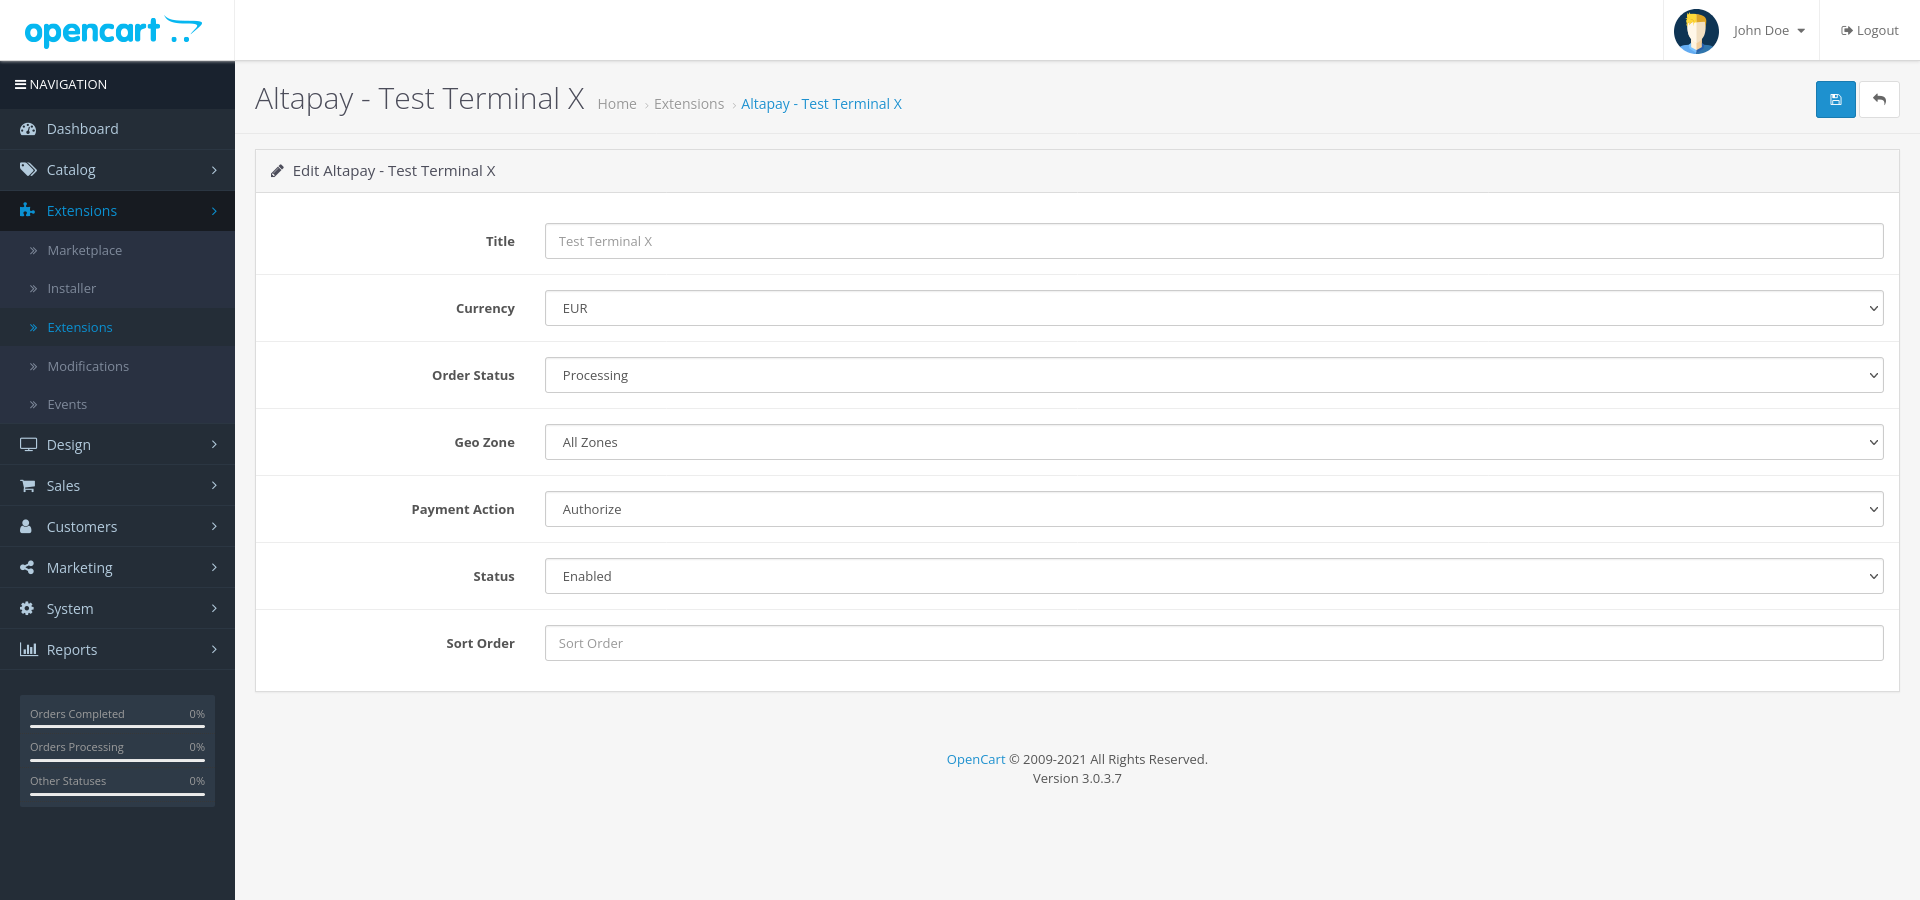 opencart
John Doe
Logout
NAVIGATION
Dashboard
Catalog
Extensions
Marketplace
Installer
Extensions
Modifications
Events
Design
Sales
Customers
Marketing
System
Reports
Orders Completed 0%
Orders Processing 0%
Other Statuses 0%
Altapay - Test Terminal X
Home › Extensions › Altapay - Test Terminal X
Edit Altapay - Test Terminal X
Title Test Terminal X
Currency EUR
Order Status Processing
Geo Zone All Zones
Payment Action Authorize
Status Enabled
Sort Order Sort Order
OpenCart © 2009-2021 All Rights Reserved.
Version 3.0.3.7